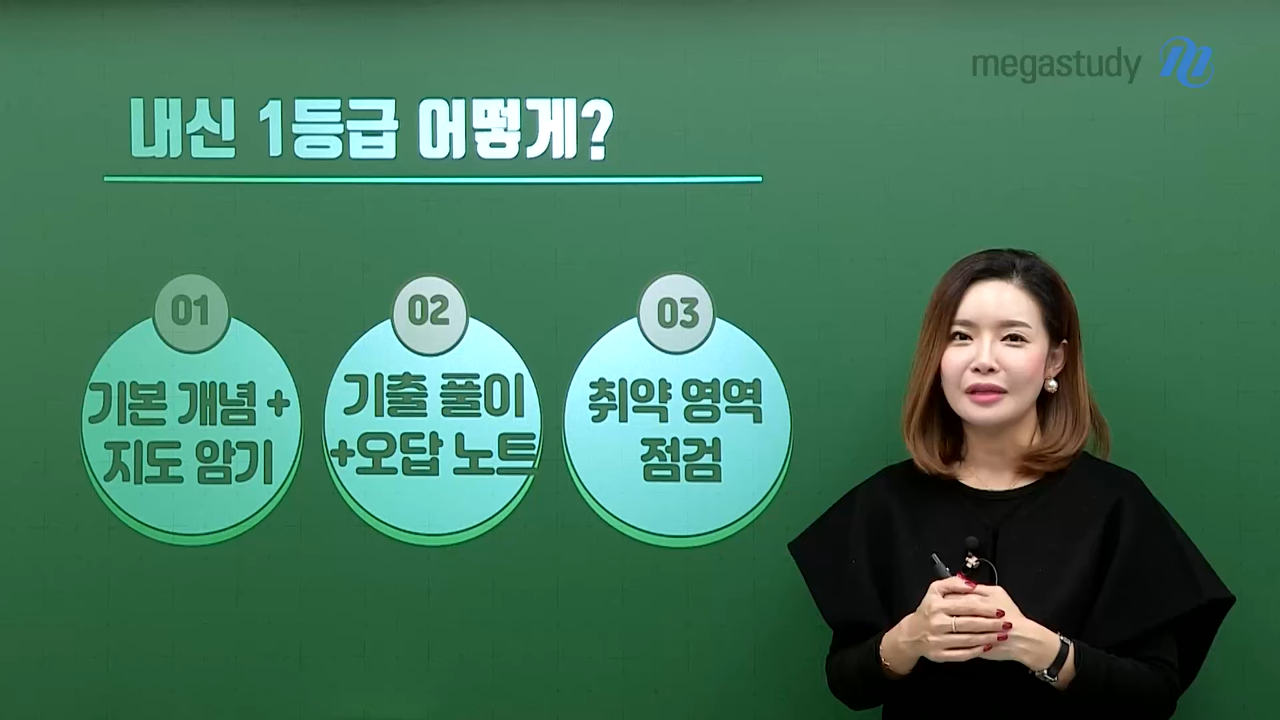 megastudy
내신 1등급 어떻게?
01
기본 개념 +
지도 암기
02
기출 풀이
+오답 노트
03
취약 영역
점검